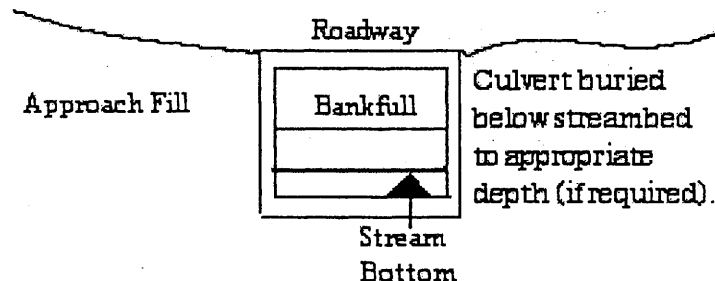 Roadway
Approach Fill
Bankfull
Culvert buried
below streambed
to appropriate
depth (if required).
Stream
Bottom